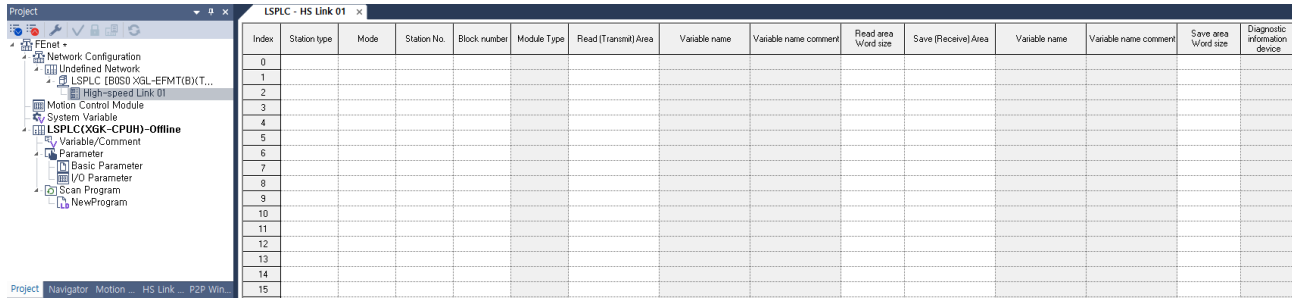 Project
FEnet *
Network Configuration
Undefined Network
LSPLC [B0S0 XGL-EFMT(B)(T...
High-speed Link 01
Motion Control Module
System Variable
LSPLC(XGK-CPUH)-Offline
Variable/Comment
Parameter
Basic Parameter
I/O Parameter
Scan Program
NewProgram
Project Navigator Motion ... HS Link ... P2P Win...
LSPLC - HS Link 01 ×
Index Station type Mode Station No. Block number Module Type Read (Transmit) Area Variable name Variable name comment Read area Word size Save (Receive) Area Variable name Variable name comment Save area Word size Diagnostic information device
0
1
2
3
4
5
6
7
8
9
10
11
12
13
14
15